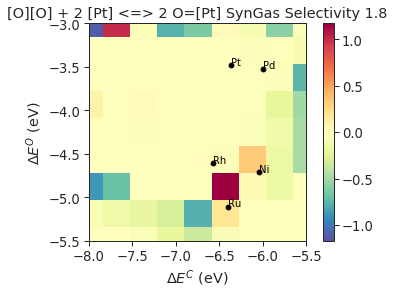 [O][O] + 2 [Pt] <=> 2 O=[Pt] SynGas Selectivity 1.8
−3.0
−3.5
−4.0
−4.5
−5.0
−5.5
ΔE^O (eV)
Pt
Pd
Rh
Ni
Ru
−8.0 −7.5 −7.0 −6.5 −6.0 −5.5
ΔE^C (eV)
1.0
0.5
0.0
−0.5
−1.0